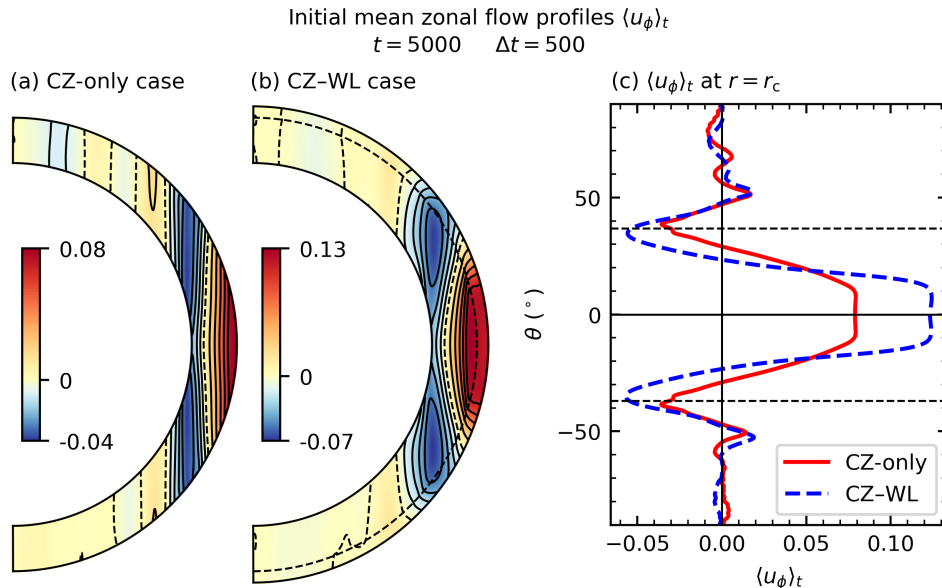 Initial mean zonal flow profiles ⟨u_ϕ⟩_t
t = 5000 Δt = 500
(a) CZ-only case
(b) CZ–WL case
(c) ⟨u_ϕ⟩_t at r = r_c
0.08
0
-0.04
0.13
0
-0.07
θ (°)
50
0
−50
−0.05 0.00 0.05 0.10
⟨u_ϕ⟩_t
CZ-only
CZ–WL